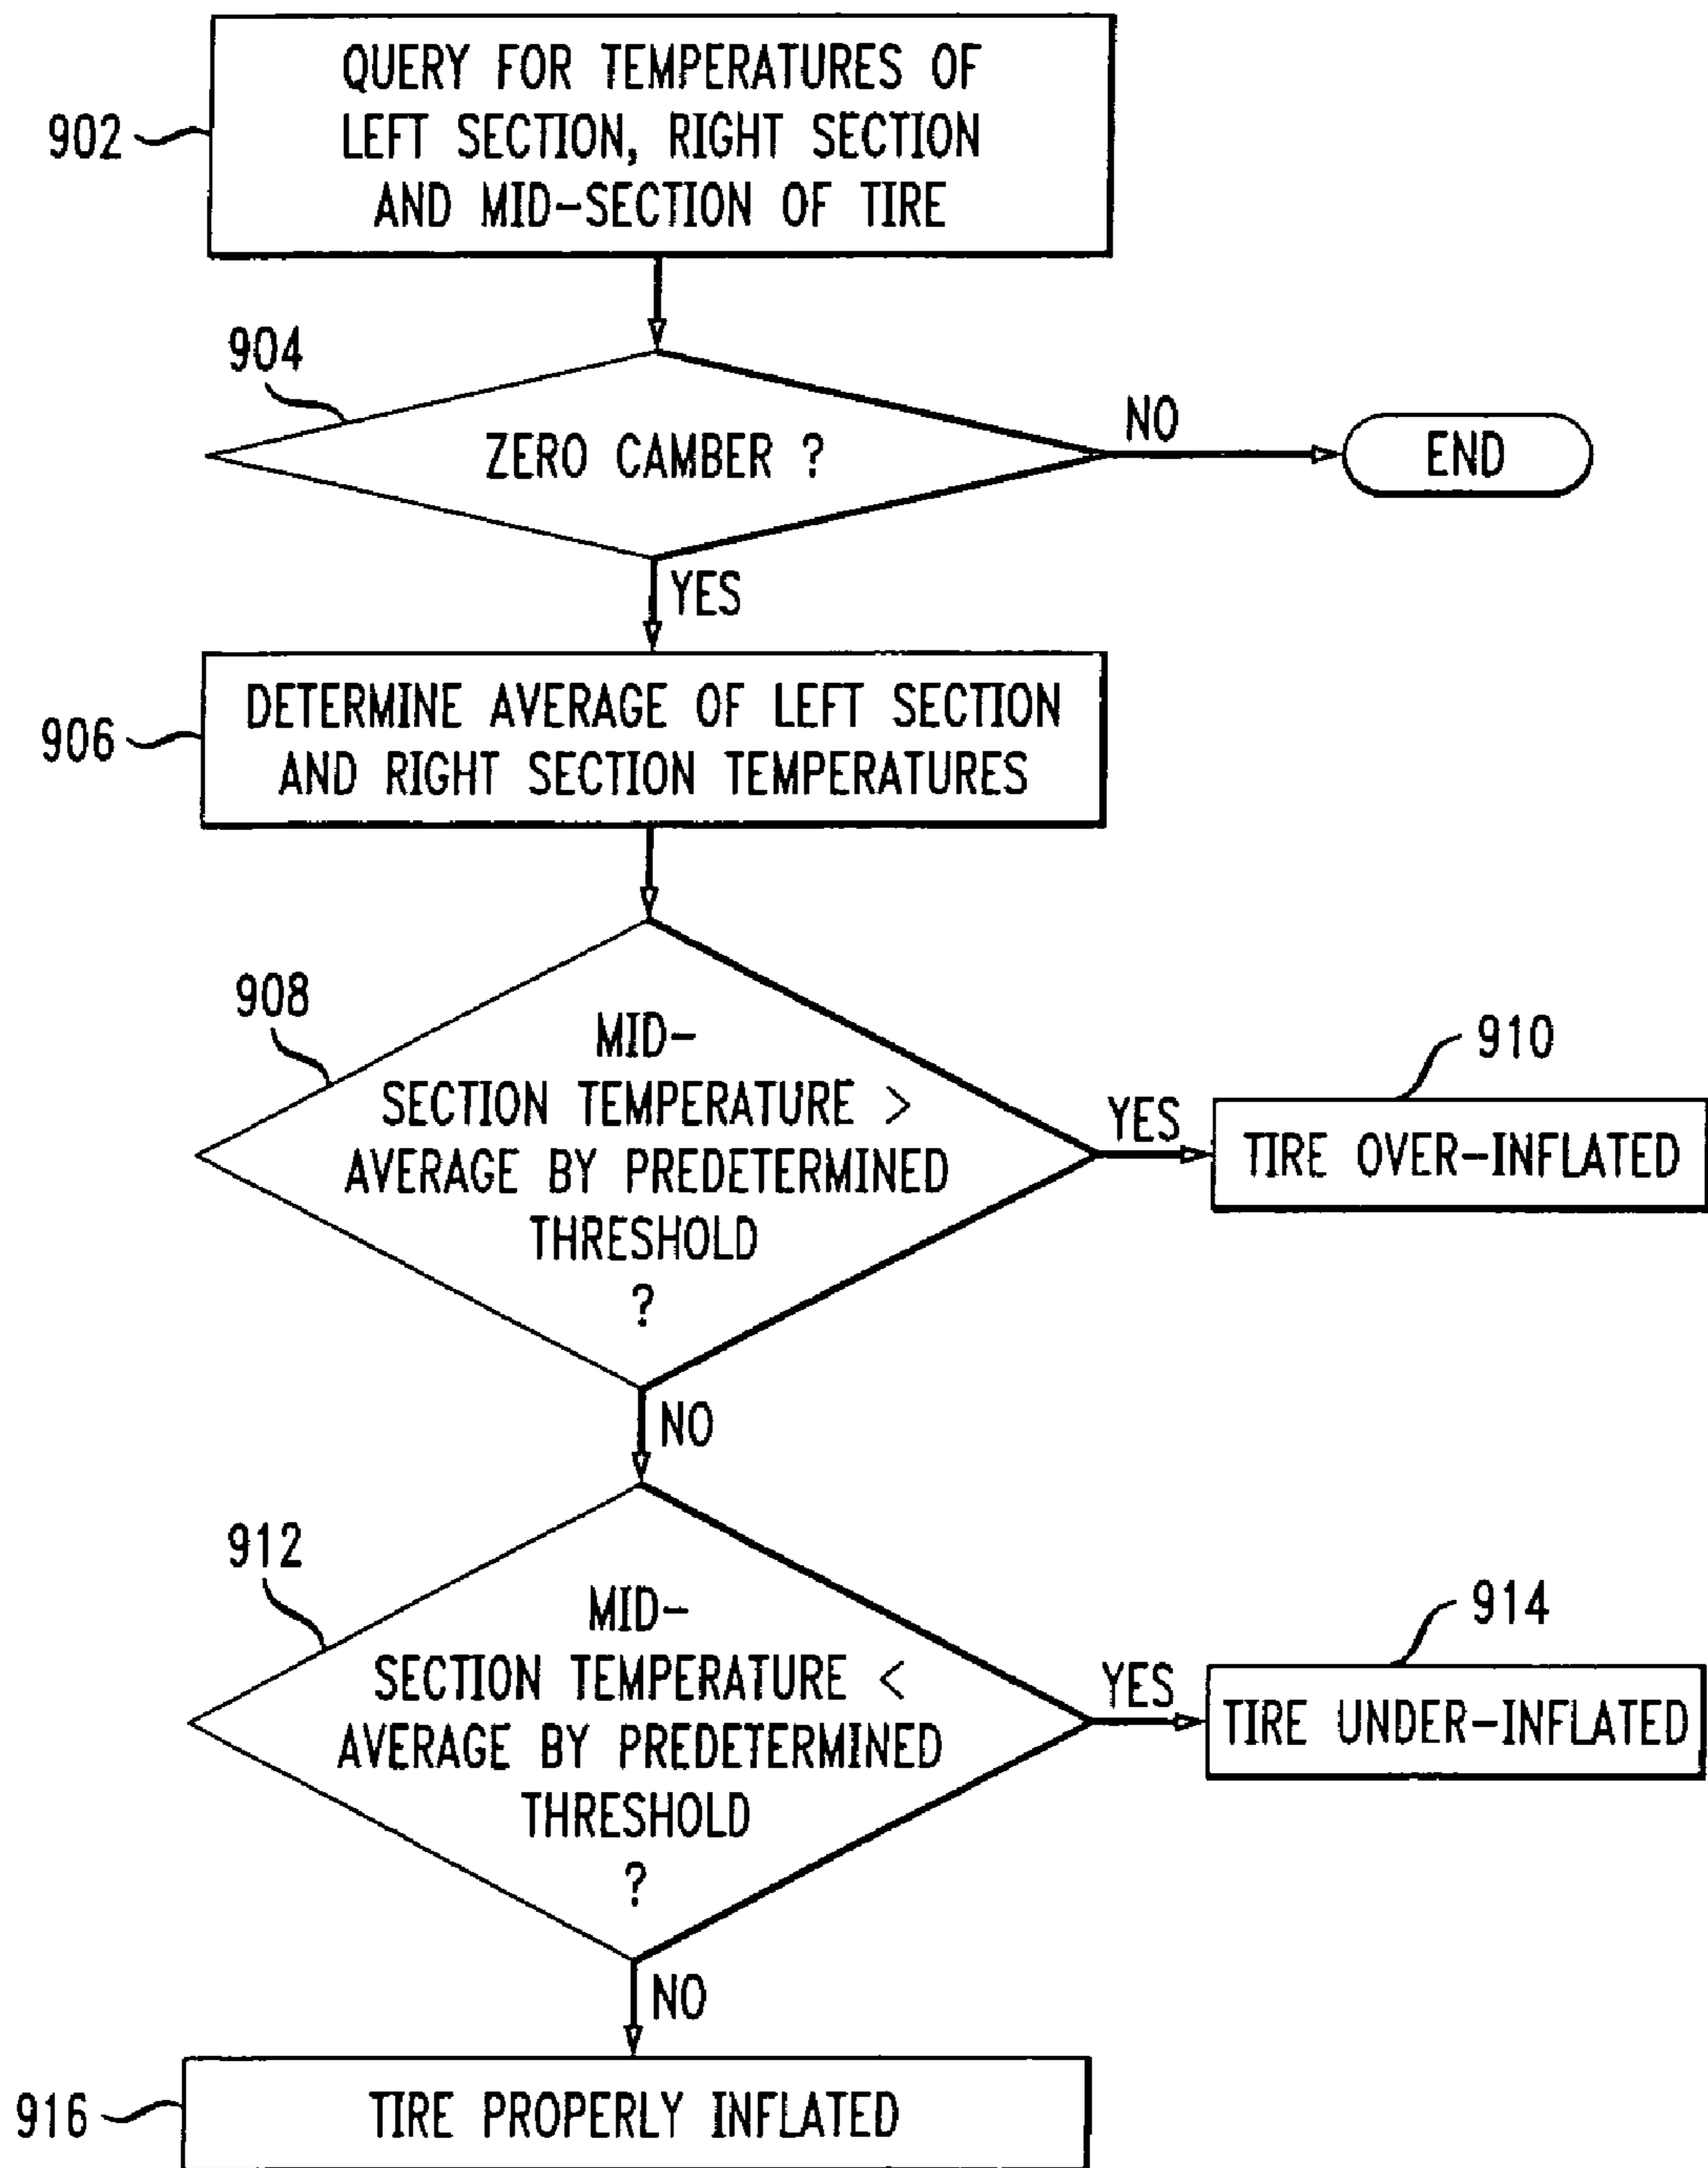 QUERY FOR TEMPERATURES OF
LEFT SECTION, RIGHT SECTION
AND MID-SECTION OF TIRE
902
904
ZERO CAMBER ?
NO
END
YES
DETERMINE AVERAGE OF LEFT SECTION
AND RIGHT SECTION TEMPERATURES
906
908
MID-
SECTION TEMPERATURE >
AVERAGE BY PREDETERMINED
THRESHOLD
?
YES
910
TIRE OVER-INFLATED
NO
912
MID-
SECTION TEMPERATURE <
AVERAGE BY PREDETERMINED
THRESHOLD
?
YES
914
TIRE UNDER-INFLATED
NO
916
TIRE PROPERLY INFLATED